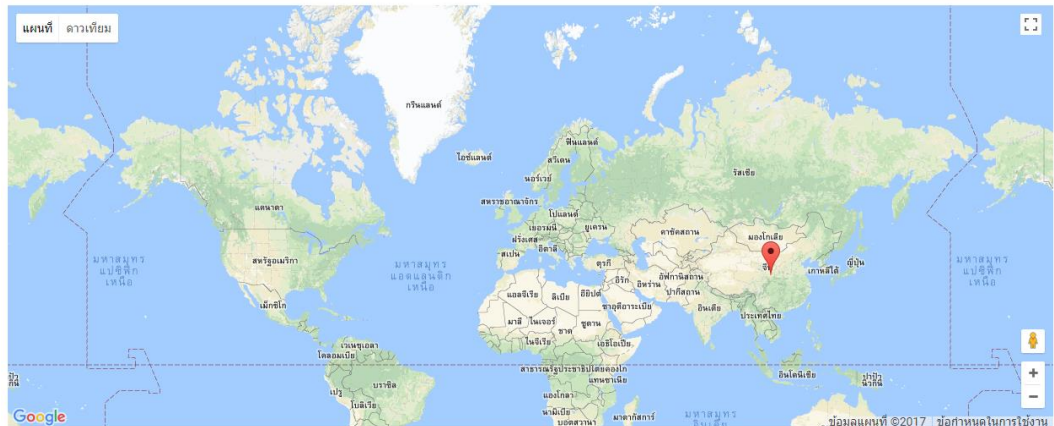 แผนที่ ดาวเทียม
กรีนแลนด์
ฟินแลนด์
ไอซ์แลนด์
สวีเดน
นอร์เวย์
รัสเซีย
สหราชอาณาจักร
แคนาดา
โปแลนด์
เยอรมนี
ยูเครน
ฝรั่งเศส
อิตาลี
สเปน
คาซัคสถาน
มองโกเลีย
ตุรกี
เกาหลีใต้
ญี่ปุ่น
มหาสมุทร
แปซิฟิก
เหนือ
สหรัฐอเมริกา
มหาสมุทร
แอตแลนติก
เหนือ
มหาสมุทร
แปซิฟิก
เหนือ
อิรัก
อิหร่าน
อัฟกานิสถาน
ปากีสถาน
แอลจีเรีย
ลิเบีย
อียิปต์
ซาอุดีอาระเบีย
อินเดีย
ประเทศไทย
เม็กซิโก
มาลี
ไนเจอร์
ชาด
ซูดาน
ไนจีเรีย
เอธิโอเปีย
เวเนซุเอลา
โคลอมเบีย
สาธารณรัฐประชาธิปไตยคองโก
แทนซาเนีย
อินโดนีเซีย
ปาปัว
นิวกินี
เปรู
บราซิล
โบลิเวีย
แองโกลา
นามิเบีย
บอตสวานา
มาดากัสการ์
มหาสมุทร
อินเดีย
Google
ข้อมูลแผนที่ ©2017 ข้อกำหนดในการใช้งาน